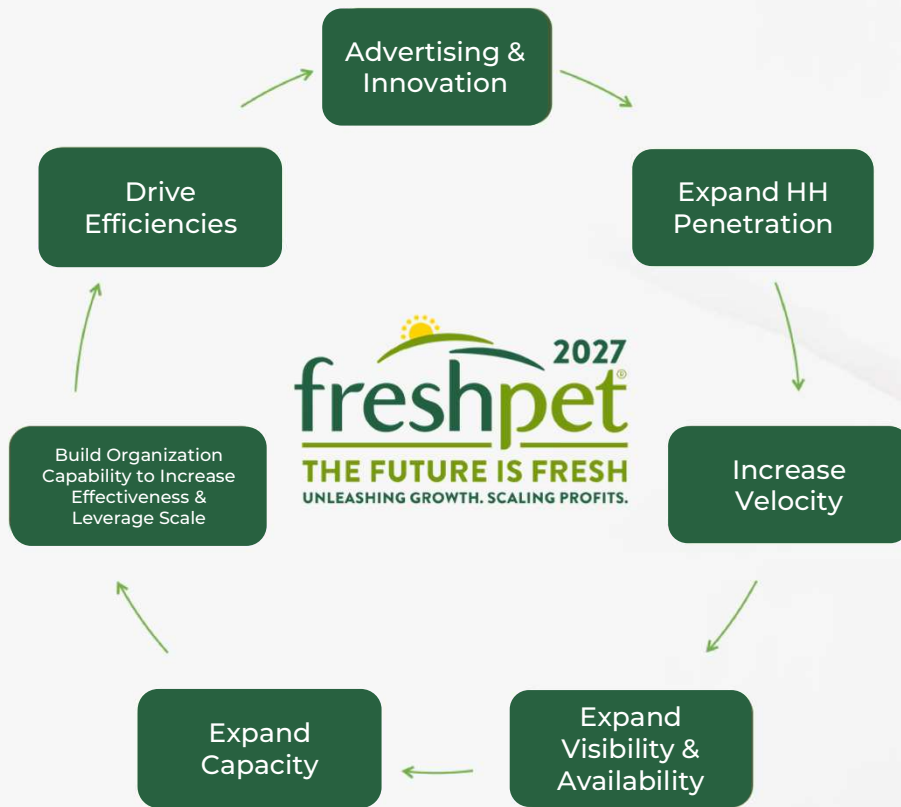 Advertising &
Innovation
Expand HH
Penetration
Increase
Velocity
Expand
Visibility &
Availability
Expand
Capacity
Build Organization
Capability to Increase
Effectiveness &
Leverage Scale
Drive
Efficiencies
2027
freshpet®
THE FUTURE IS FRESH
UNLEASHING GROWTH. SCALING PROFITS.